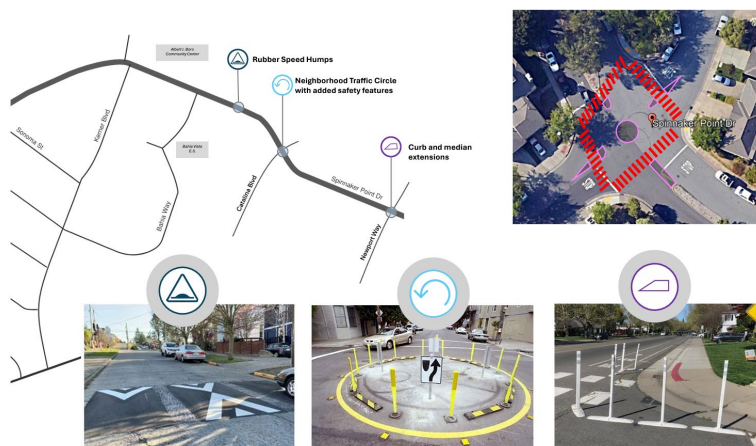 Albert J. Boro
Community Center
Rubber Speed Humps
Neighborhood Traffic Circle
with added safety features
Kerner Blvd
Sonoma St
Bahia Vista
E.S.
Curb and median
extensions
Bahia Way
Catalina Blvd
Spinnaker Point Dr
Newport Way
Spinnaker Point Dr